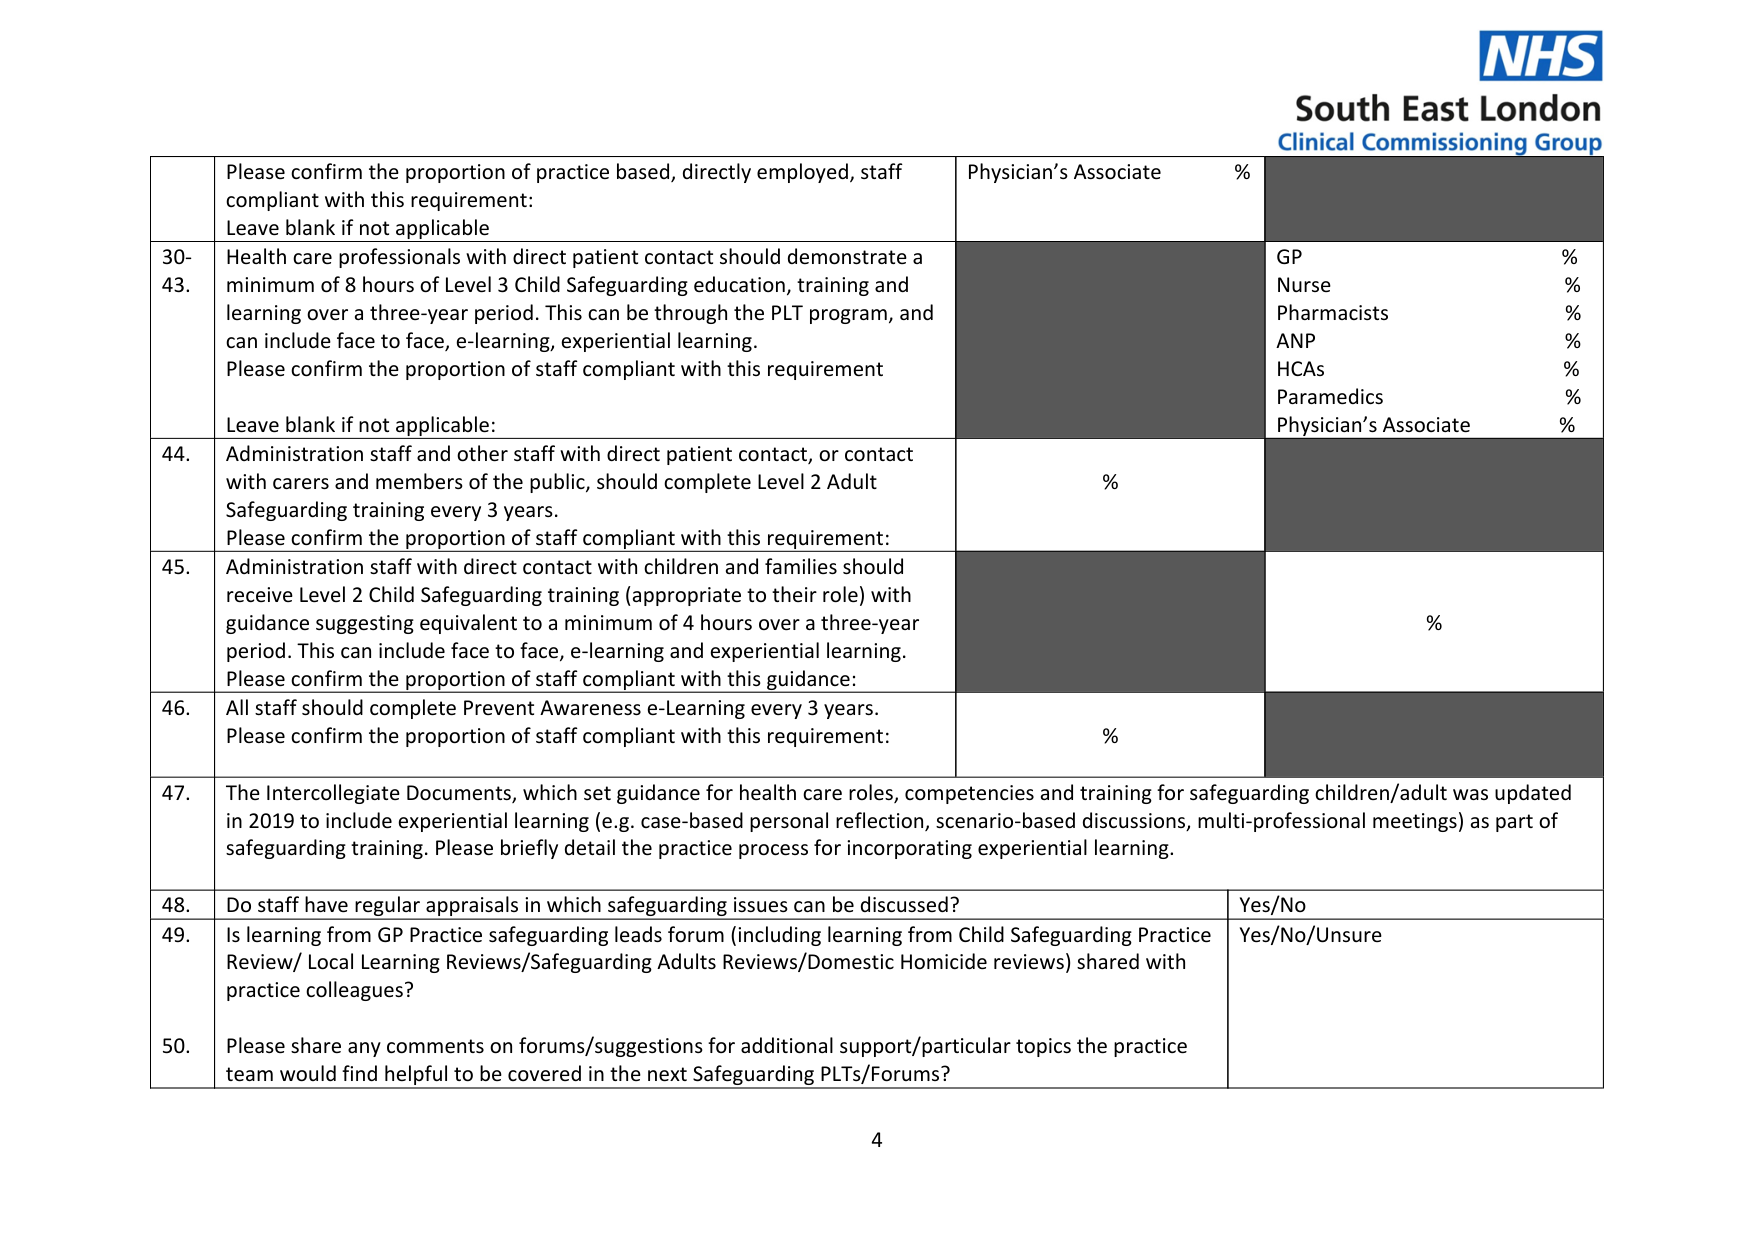 NHS
South East London
Clinical Commissioning Group
Please confirm the proportion of practice based, directly employed, staff
compliant with this requirement:
Leave blank if not applicable
Physician’s Associate %
30-
43.
Health care professionals with direct patient contact should demonstrate a
minimum of 8 hours of Level 3 Child Safeguarding education, training and
learning over a three-year period. This can be through the PLT program, and
can include face to face, e-learning, experiential learning.
Please confirm the proportion of staff compliant with this requirement
Leave blank if not applicable:
GP %
Nurse %
Pharmacists %
ANP %
HCAs %
Paramedics %
Physician’s Associate %
44.
Administration staff and other staff with direct patient contact, or contact
with carers and members of the public, should complete Level 2 Adult
Safeguarding training every 3 years.
Please confirm the proportion of staff compliant with this requirement:
%
45.
Administration staff with direct contact with children and families should
receive Level 2 Child Safeguarding training (appropriate to their role) with
guidance suggesting equivalent to a minimum of 4 hours over a three-year
period. This can include face to face, e-learning and experiential learning.
Please confirm the proportion of staff compliant with this guidance:
%
46.
All staff should complete Prevent Awareness e-Learning every 3 years.
Please confirm the proportion of staff compliant with this requirement:
%
47.
The Intercollegiate Documents, which set guidance for health care roles, competencies and training for safeguarding children/adult was updated
in 2019 to include experiential learning (e.g. case-based personal reflection, scenario-based discussions, multi-professional meetings) as part of
safeguarding training. Please briefly detail the practice process for incorporating experiential learning.
48.
Do staff have regular appraisals in which safeguarding issues can be discussed?
Yes/No
49.
Is learning from GP Practice safeguarding leads forum (including learning from Child Safeguarding Practice
Review/ Local Learning Reviews/Safeguarding Adults Reviews/Domestic Homicide reviews) shared with
practice colleagues?
Yes/No/Unsure
50.
Please share any comments on forums/suggestions for additional support/particular topics the practice
team would find helpful to be covered in the next Safeguarding PLTs/Forums?
4